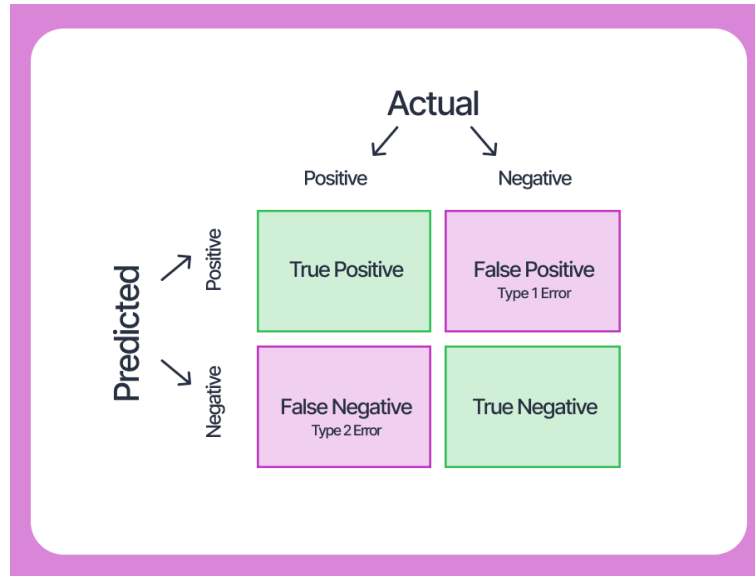 Actual
Positive
Negative
Predicted
Positive
True Positive
False Positive
Type 1 Error
Negative
False Negative
Type 2 Error
True Negative